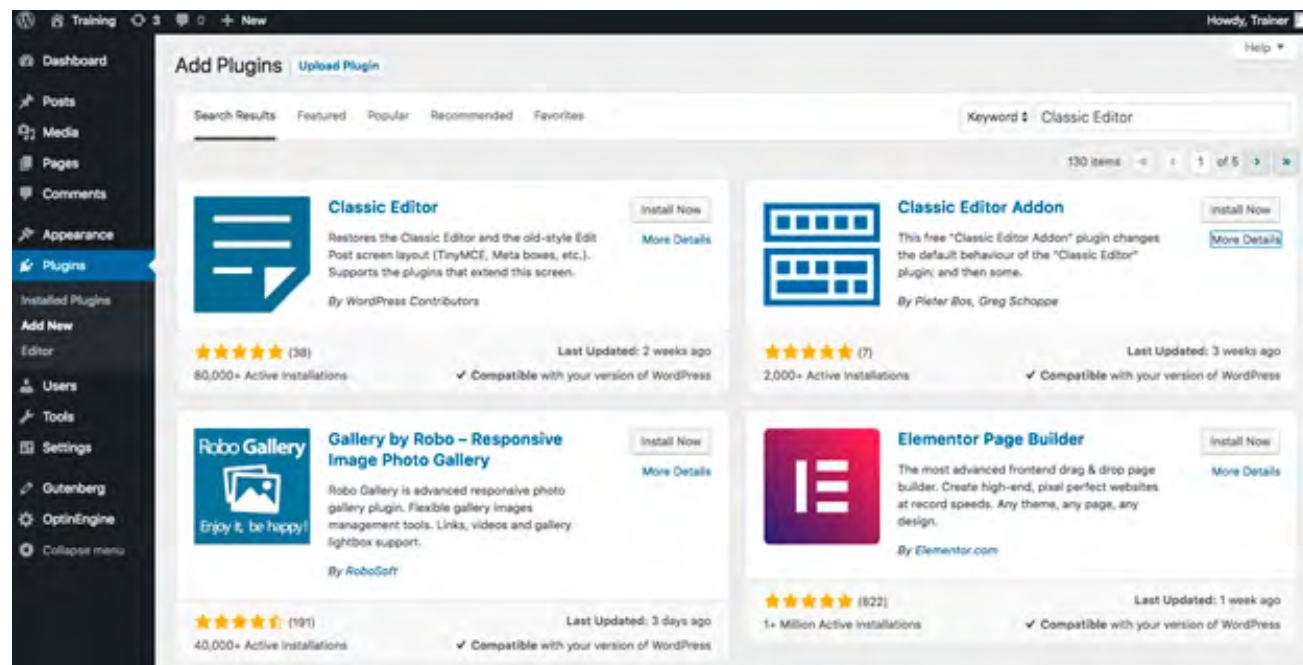 Training 3 0 + New Howdy, Trainer
Help
Dashboard
Posts
Media
Pages
Comments
Appearance
Plugins
Installed Plugins
Add New
Editor
Users
Tools
Settings
Gutenberg
OptinEngine
Collapse menu
Add Plugins Upload Plugin
Search Results Featured Popular Recommended Favorites Keyword Classic Editor
130 items « ‹ 1 of 5 › »
Classic Editor
Install Now
More Details
Restores the Classic Editor and the old-style Edit
Post screen layout (TinyMCE, Meta boxes, etc.).
Supports the plugins that extend this screen.
By WordPress Contributors
(38)
Last Updated: 2 weeks ago
80,000+ Active Installations
✔ Compatible with your version of WordPress
Classic Editor Addon
Install Now
More Details
This free "Classic Editor Addon" plugin changes
the default behaviour of the "Classic Editor"
plugin; and then some.
By Pieter Bos, Greg Schoppe
(7)
Last Updated: 3 weeks ago
2,000+ Active Installations
✔ Compatible with your version of WordPress
Robo Gallery
Enjoy it, be happy!
Gallery by Robo – Responsive
Image Photo Gallery
Install Now
More Details
Robo Gallery is advanced responsive photo
gallery plugin. Flexible gallery images
management tools. Links, videos and gallery
lightbox support.
By RoboSoft
(191)
Last Updated: 3 days ago
40,000+ Active Installations
✔ Compatible with your version of WordPress
Elementor Page Builder
Install Now
More Details
The most advanced frontend drag & drop page
builder. Create high-end, pixel perfect websites
at record speeds. Any theme, any page, any
design.
By Elementor.com
(822)
Last Updated: 1 week ago
1+ Million Active Installations
✔ Compatible with your version of WordPress